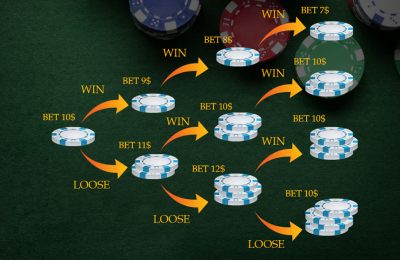 WIN
BET 7$
BET 8$
WIN
WIN
BET 9$
BET 10$
WIN
BET 10$
WIN
BET 10$
BET 10$
BET 11$
WIN
LOOSE
BET 12$
BET 10$
LOOSE
LOOSE